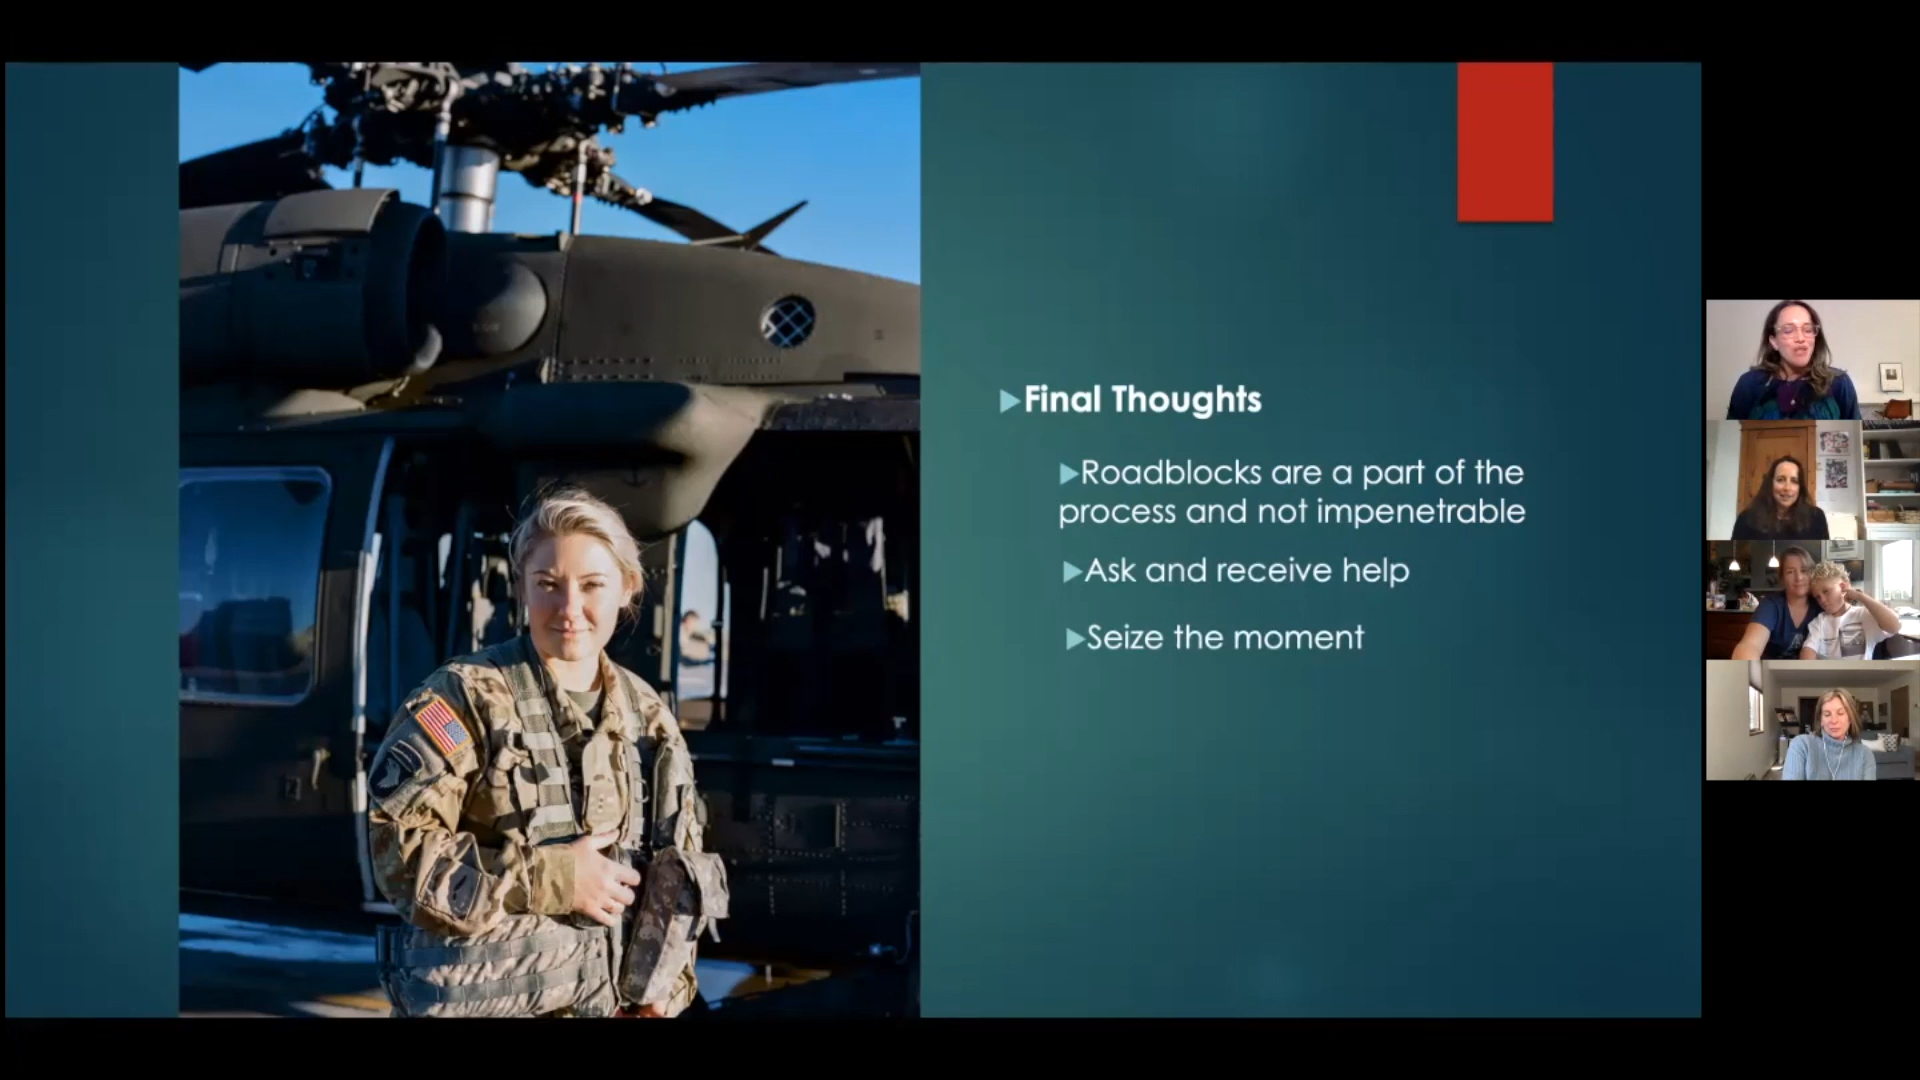 Final Thoughts
Roadblocks are a part of the
process and not impenetrable
Ask and receive help
Seize the moment